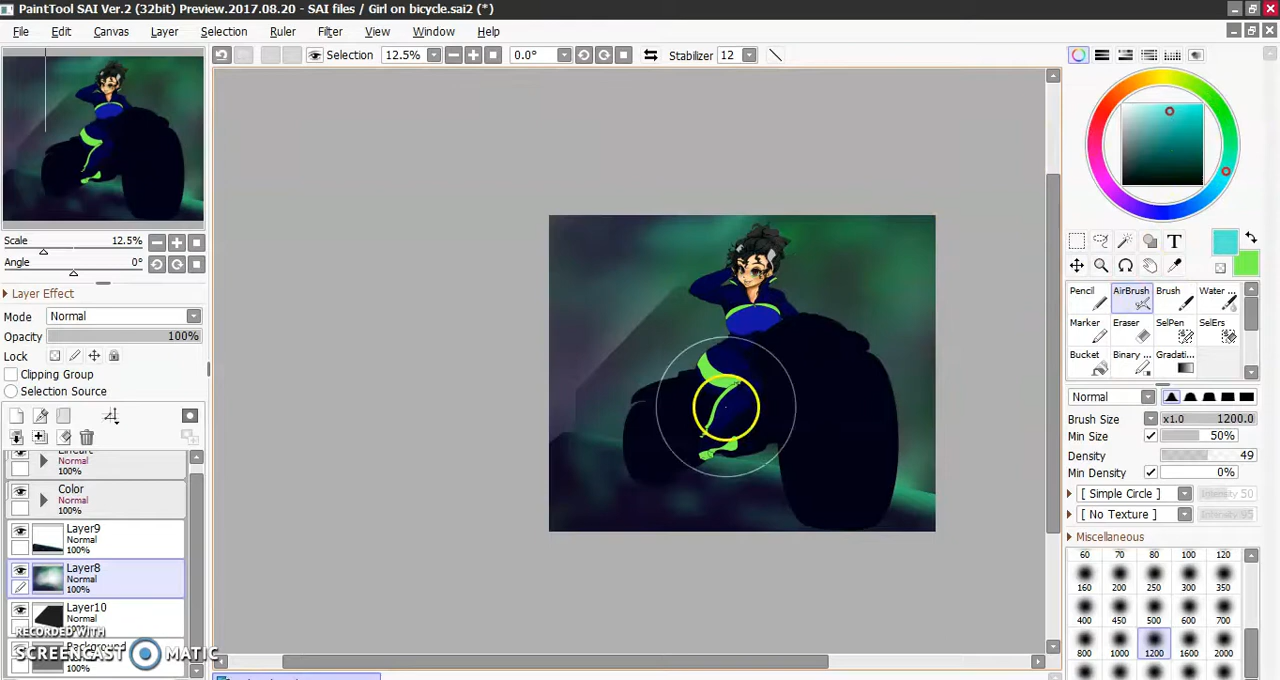 PaintTool SAI Ver.2 (32bit) Preview.2017.08.20 - SAI files / Girl on bicycle.sai2 (*)
File Edit Canvas Layer Selection Ruler Filter View Window Help
Selection 12.5% 0.0° Stabilizer 12
Scale 12.5%
Angle 0°
Layer Effect
Mode Normal
Opacity 100%
Lock
Clipping Group
Selection Source
Normal
100%
Color
Normal
100%
Layer9
Normal
100%
Layer8
Normal
100%
Layer10
Normal
100%
RECORDED WITH
SCREENCAST MATIC
100%
T
Pencil AirBrush Brush Water ...
Marker Eraser SelPen SelErs
Bucket Binary ... Gradati...
Normal
Brush Size x1.0 1200.0
Min Size 50%
Density 49
Min Density 0%
[ Simple Circle ] Intensity 50
[ No Texture ] Intensity 95
Miscellaneous
60 70 80 100 120
160 200 250 300 350
400 450 500 600 700
800 1000 1200 1600 2000